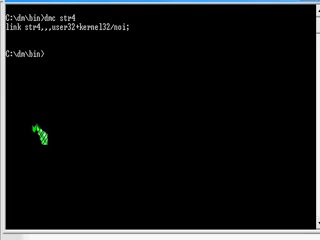 C:\dm\bin>dmc str4
link str4,,,user32+kernel32/noi;
C:\dm\bin>